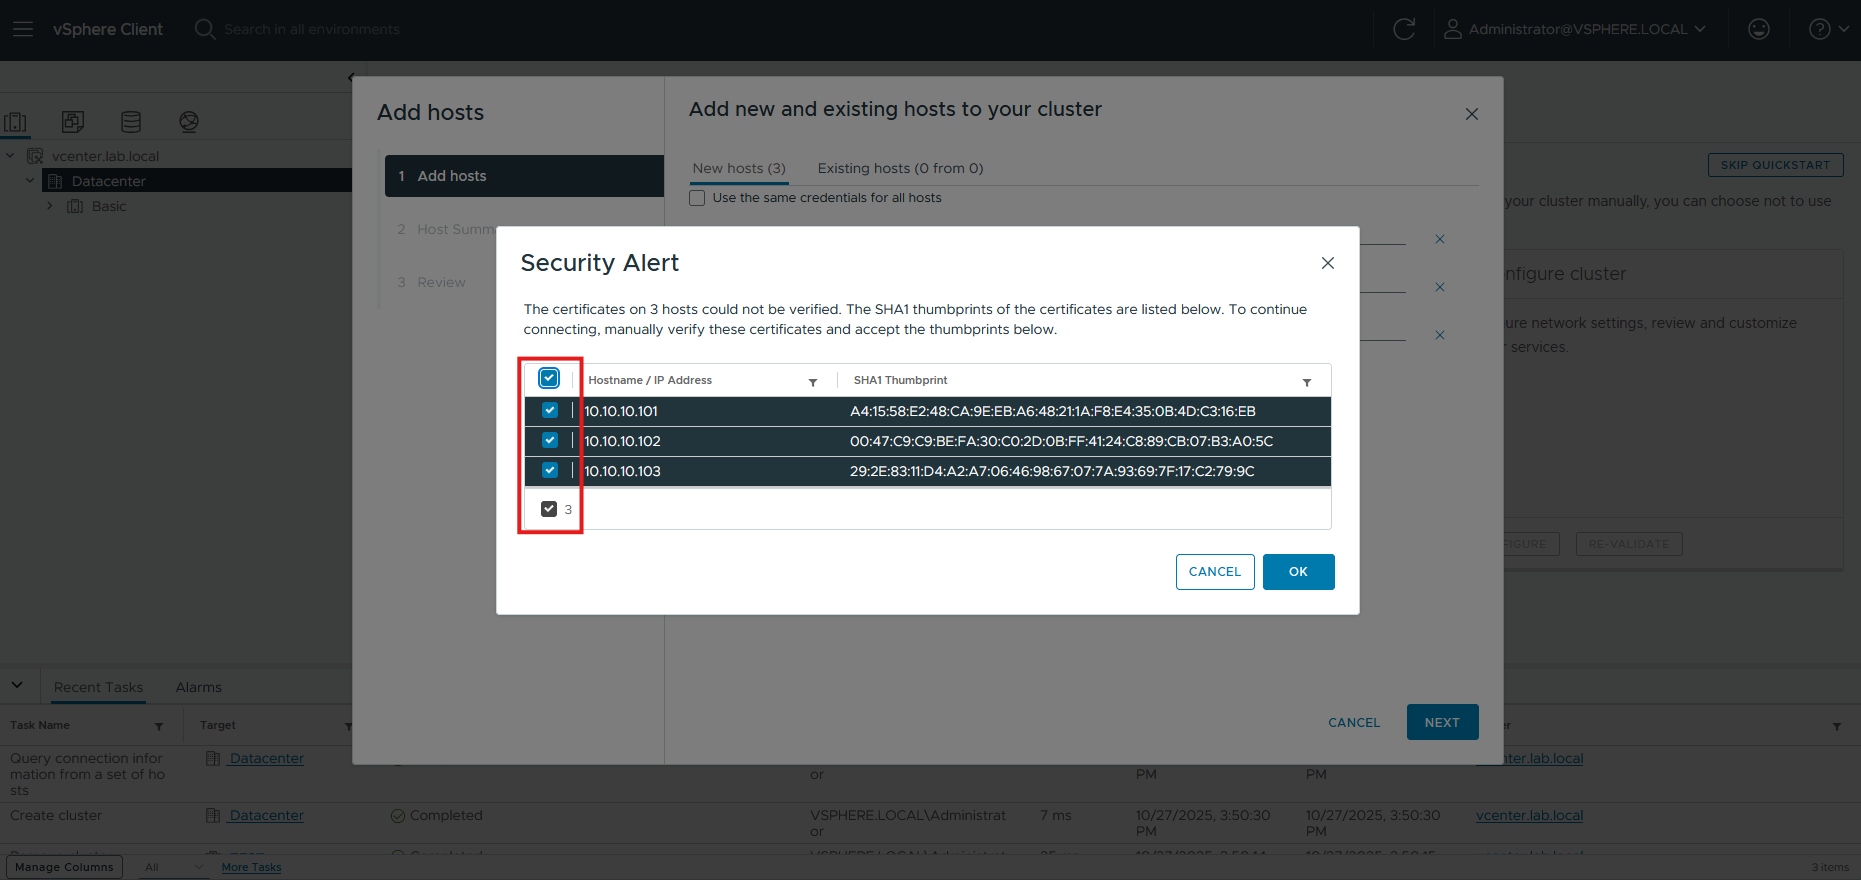 vSphere Client
Search in all environments
Administrator@VSPHERE.LOCAL
vcenter.lab.local
Datacenter
Basic
Add hosts
1 Add hosts
2 Host Summ
3 Review
Add new and existing hosts to your cluster
New hosts (3) Existing hosts (0 from 0)
Use the same credentials for all hosts
SKIP QUICKSTART
your cluster manually, you can choose not to use
nfigure cluster
ure network settings, review and customize
services.
FIGURE RE-VALIDATE
Security Alert
The certificates on 3 hosts could not be verified. The SHA1 thumbprints of the certificates are listed below. To continue
connecting, manually verify these certificates and accept the thumbprints below.
Hostname / IP Address SHA1 Thumbprint
10.10.10.101 A4:15:58:E2:48:CA:9E:EB:A6:48:21:1A:F8:E4:35:0B:4D:C3:16:EB
10.10.10.102 00:47:C9:C9:BE:FA:30:C0:2D:0B:FF:41:24:C8:89:CB:07:B3:A0:5C
10.10.10.103 29:2E:83:11:D4:A2:A7:06:46:98:67:07:7A:93:69:7F:17:C2:79:9C
3
CANCEL OK
CANCEL NEXT
Recent Tasks Alarms
Task Name Target
Query connection infor
mation from a set of ho
sts
Datacenter
or PM PM
nter.lab.local
Create cluster Datacenter Completed VSPHERE.LOCAL\Administrat
or
7 ms 10/27/2025, 3:50:30
PM
10/27/2025, 3:50:30
PM
vcenter.lab.local
Manage Columns All More Tasks
3 items